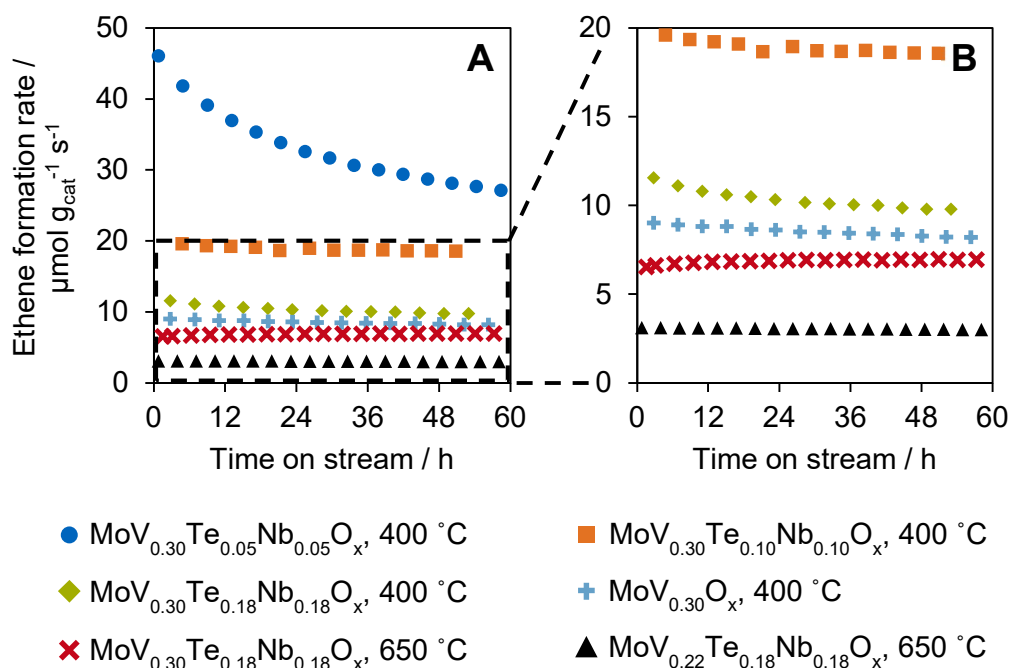 Ethene formation rate /
μmol g_cat^-1 s^-1
50
40
30
20
10
0
A
0 12 24 36 48 60
Time on stream / h
20
15
10
5
0
B
0 12 24 36 48 60
Time on stream / h
MoV₀.₃₀Te₀.₀₅Nb₀.₀₅Oₓ, 400 ˚C
MoV₀.₃₀Te₀.₁₀Nb₀.₁₀Oₓ, 400 ˚C
MoV₀.₃₀Te₀.₁₈Nb₀.₁₈Oₓ, 400 ˚C
MoV₀.₃₀Oₓ, 400 ˚C
MoV₀.₃₀Te₀.₁₈Nb₀.₁₈Oₓ, 650 ˚C
MoV₀.₂₂Te₀.₁₈Nb₀.₁₈Oₓ, 650 ˚C